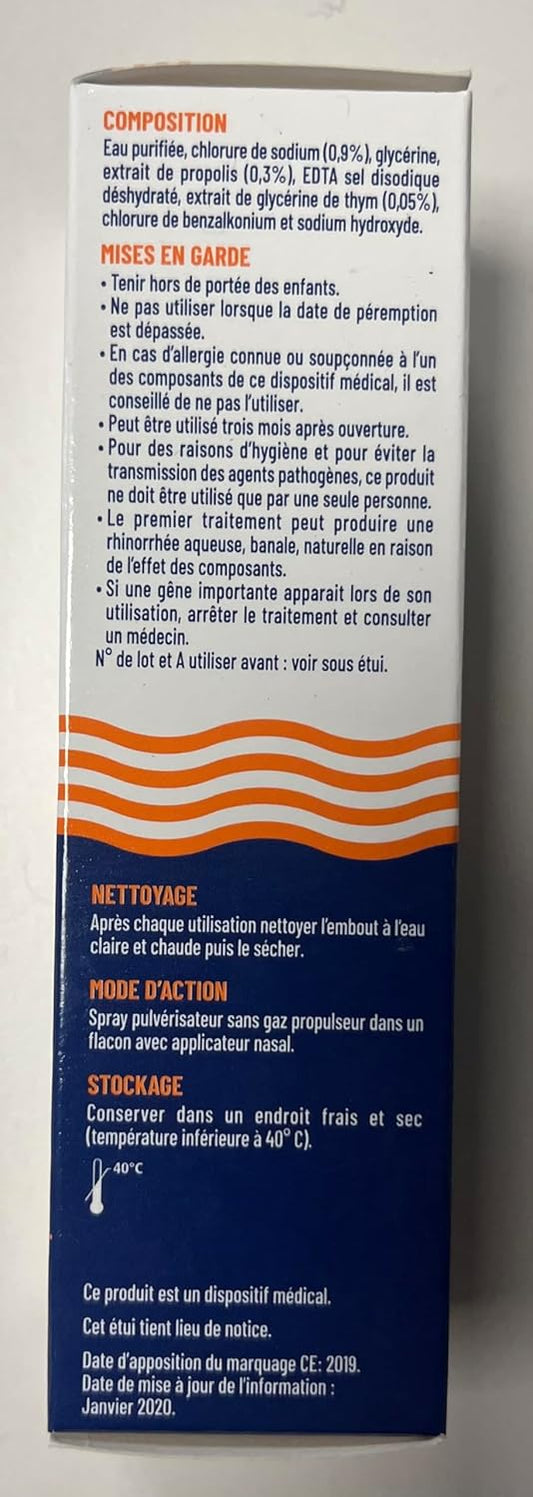 COMPOSITION
Eau purifiée, chlorure de sodium (0,9%), glycérine,
extrait de propolis (0,3%), EDTA sel disodique
déshydraté, extrait de glycérine de thym (0,05%),
chlorure de benzalkonium et sodium hydroxyde.
MISES EN GARDE
• Tenir hors de portée des enfants.
• Ne pas utiliser lorsque la date de péremption
est dépassée.
• En cas d'allergie connue ou soupçonnée à l'un
des composants de ce dispositif médical, il est
conseillé de ne pas l'utiliser.
• Peut être utilisé trois mois après ouverture.
• Pour des raisons d'hygiène et pour éviter la
transmission des agents pathogènes, ce produit
ne doit être utilisé que par une seule personne.
• Le premier traitement peut produire une
rhinorrhée aqueuse, banale, naturelle en raison
de l'effet des composants.
• Si une gêne importante apparait lors de son
utilisation, arrêter le traitement et consulter
un médecin.
N° de lot et A utiliser avant : voir sous étui.
NETTOYAGE
Après chaque utilisation nettoyer l'embout à l'eau
claire et chaude puis le sécher.
MODE D'ACTION
Spray pulvérisateur sans gaz propulseur dans un
flacon avec applicateur nasal.
STOCKAGE
Conserver dans un endroit frais et sec
(température inférieure à 40° C).
40°C
Ce produit est un dispositif médical.
Cet étui tient lieu de notice.
Date d'apposition du marquage CE: 2019.
Date de mise à jour de l'information :
Janvier 2020.